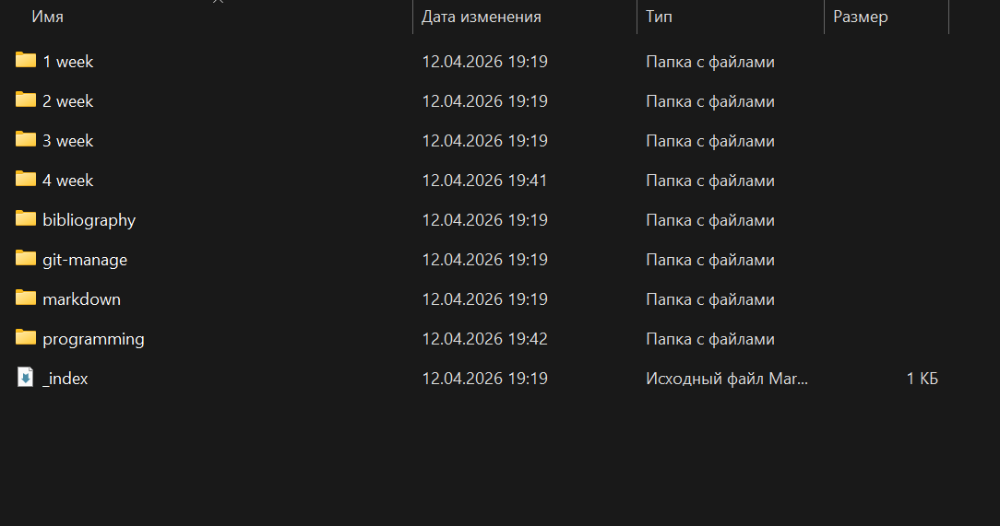 Имя Дата изменения Тип Размер
1 week 12.04.2026 19:19 Папка с файлами
2 week 12.04.2026 19:19 Папка с файлами
3 week 12.04.2026 19:19 Папка с файлами
4 week 12.04.2026 19:41 Папка с файлами
bibliography 12.04.2026 19:19 Папка с файлами
git-manage 12.04.2026 19:19 Папка с файлами
markdown 12.04.2026 19:19 Папка с файлами
programming 12.04.2026 19:42 Папка с файлами
_index 12.04.2026 19:19 Исходный файл Mar... 1 КБ